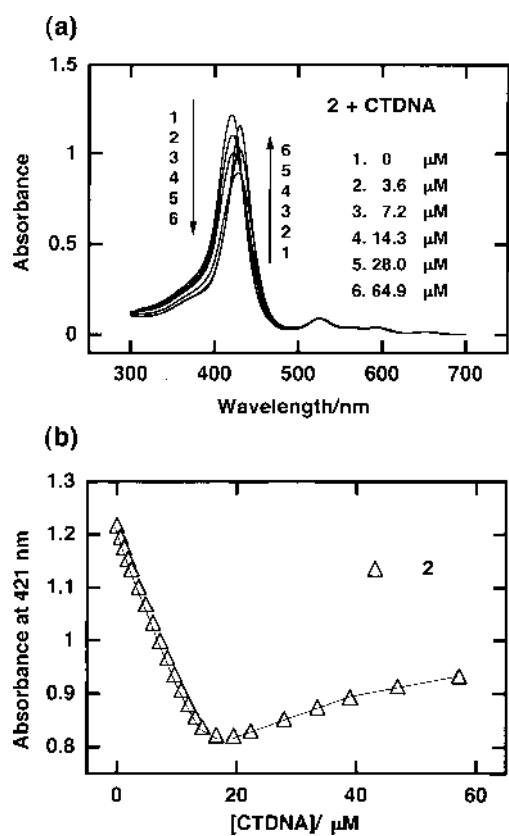 (a)
1.5
1
0.5
0
Absorbance
1
2
3
4
5
6
6
5
4
3
2
1
2 + CTDNA
1. 0 μM
2. 3.6 μM
3. 7.2 μM
4. 14.3 μM
5. 28.0 μM
6. 64.9 μM
300 400 500 600 700
Wavelength/nm
(b)
1.3
1.2
1.1
1
0.9
0.8
Absorbance at 421 nm
2
0 20 40 60
[CTDNA]/ μM